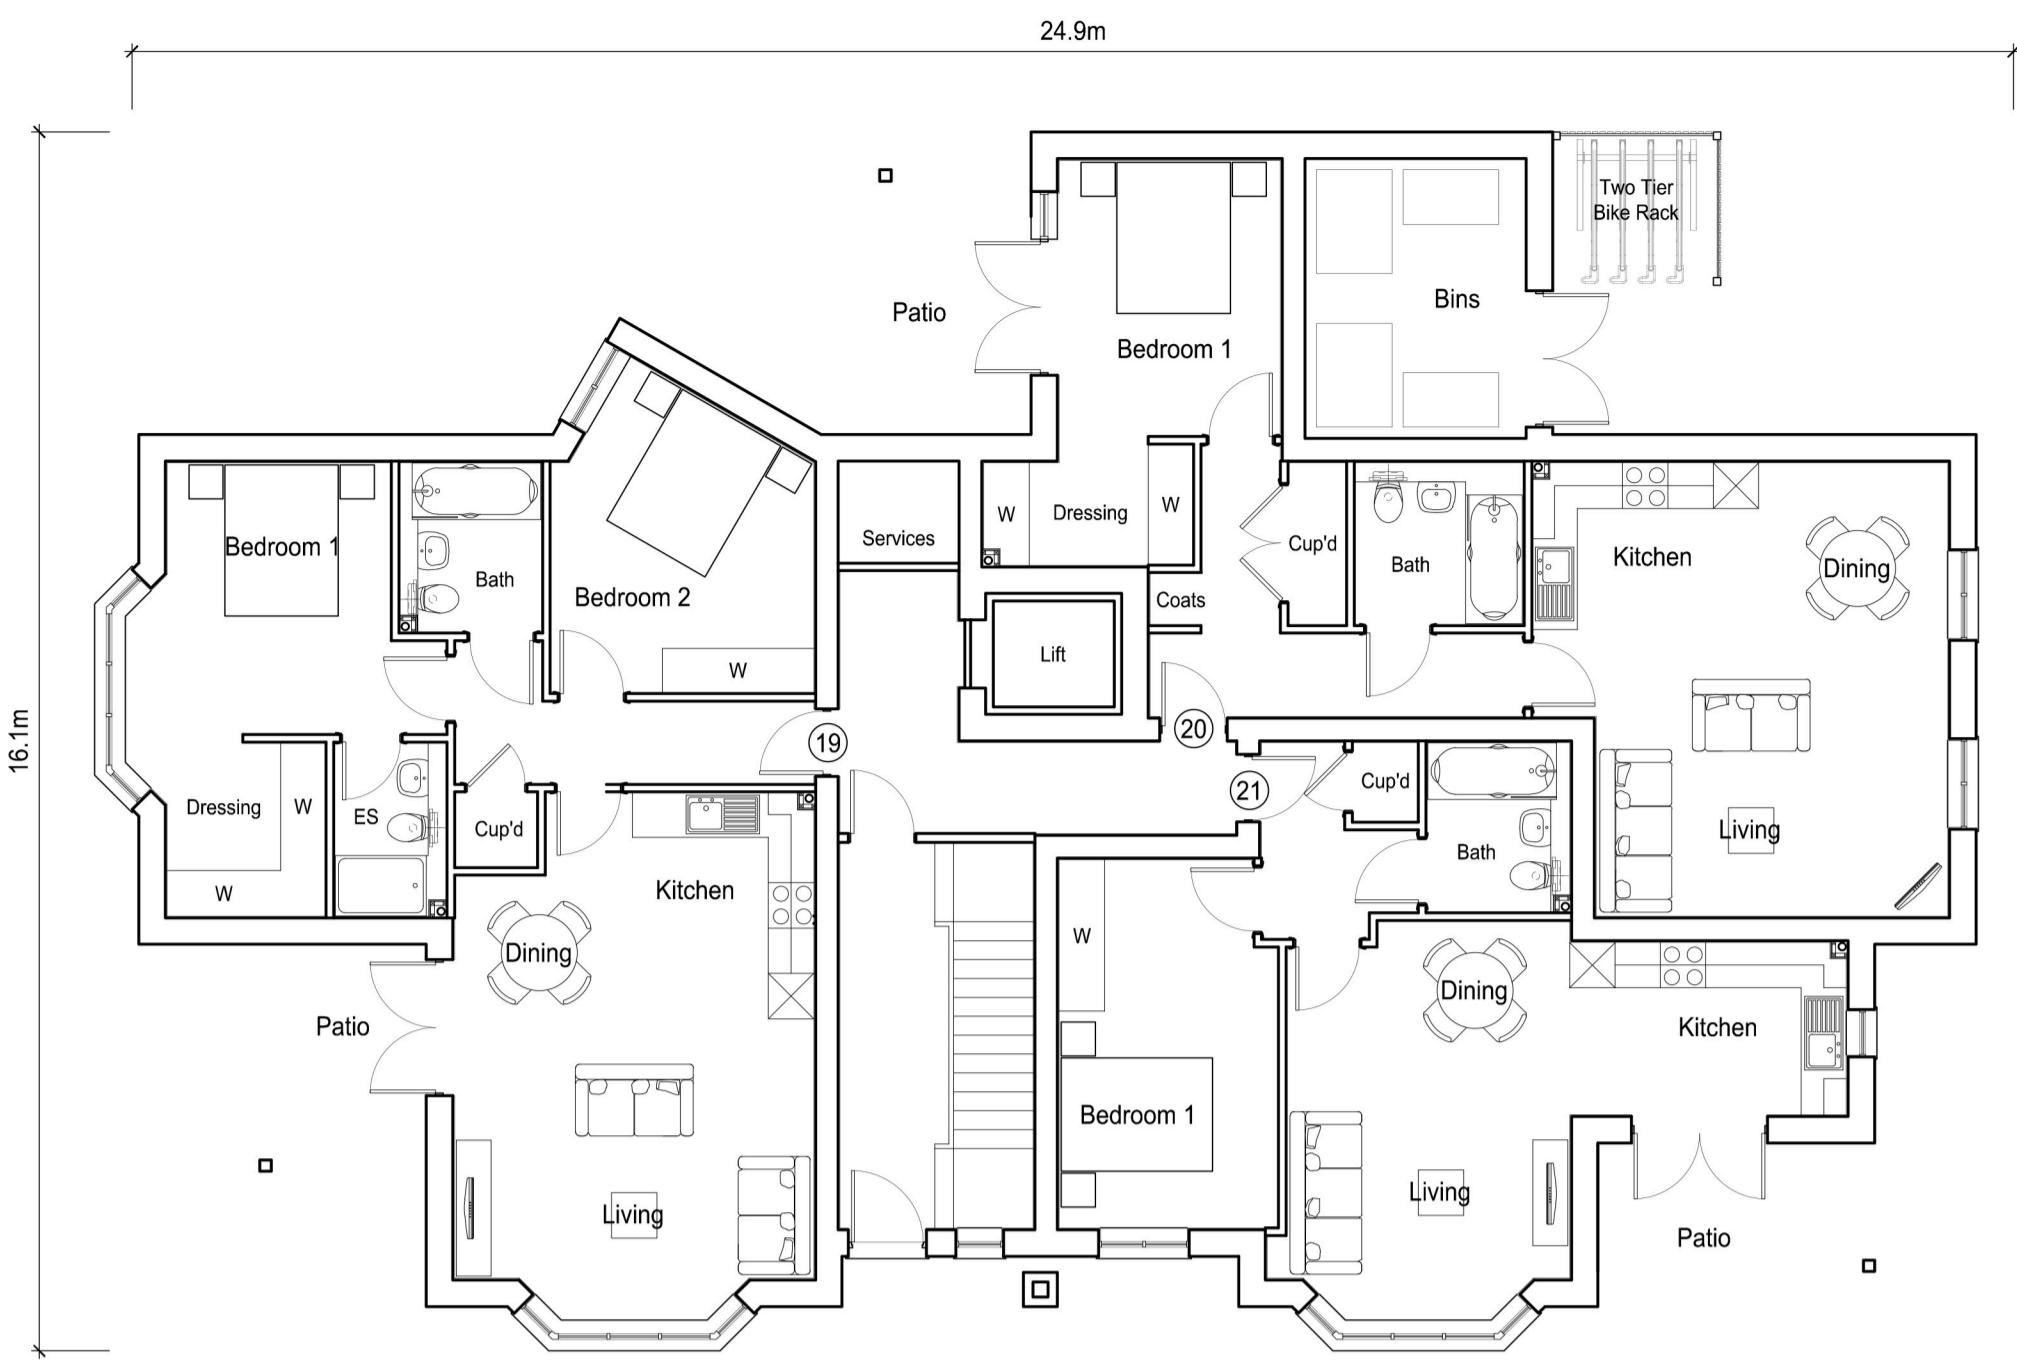 24.9m
16.1m
Two Tier
Bike Rack
Patio
Bins
Bedroom 1
W
Dressing
W
Services
Cup'd
Bath
Kitchen
Dining
Bedroom 1
Bath
Bedroom 2
Coats
Lift
W
19
20
21
Cup'd
Living
Dressing
W
ES
Cup'd
W
Bath
Kitchen
Dining
W
Dining
Kitchen
Patio
Bedroom 1
Living
Living
Patio